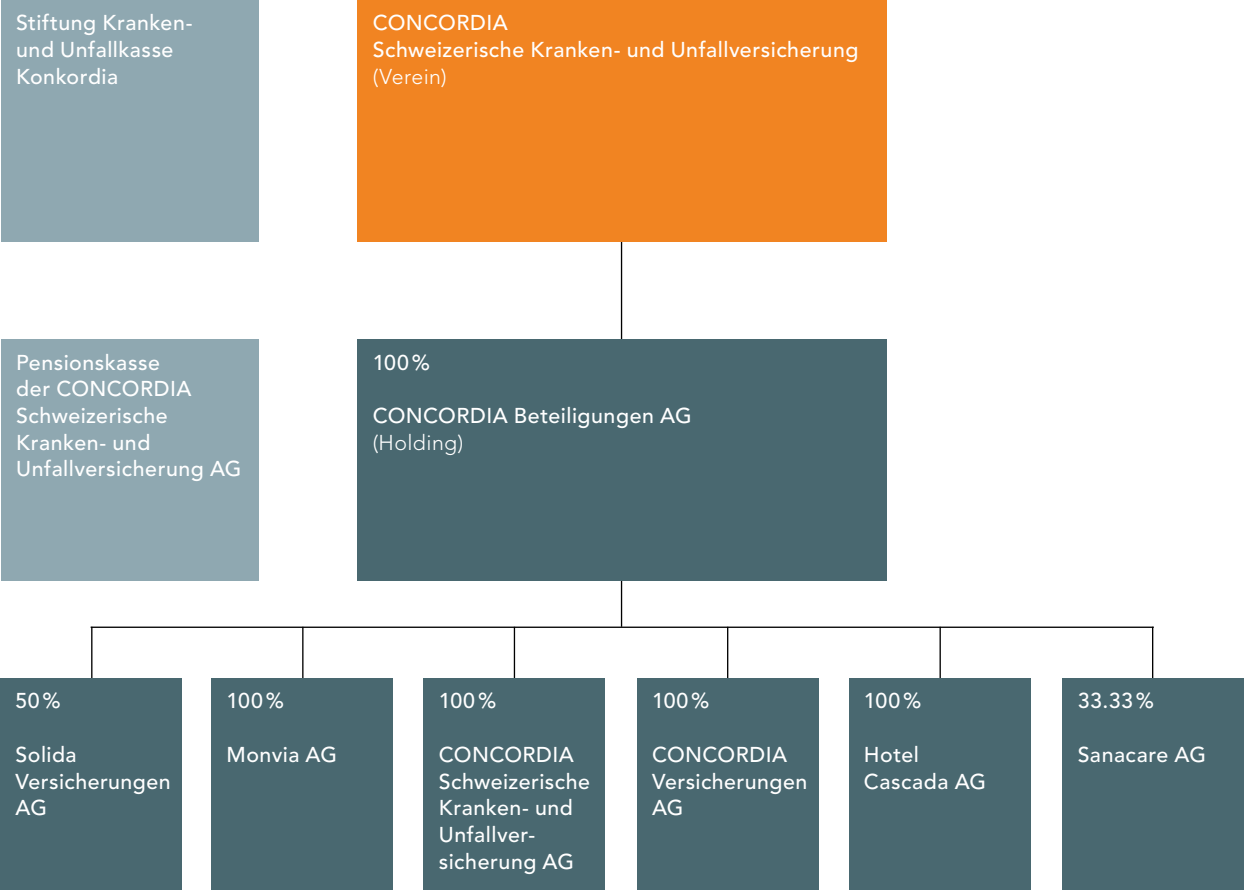 Stiftung Kranken-
und Unfallkasse
Konkordia
CONCORDIA
Schweizerische Kranken- und Unfallversicherung
(Verein)
Pensionskasse
der CONCORDIA
Schweizerische
Kranken- und
Unfallversicherung AG
100%
CONCORDIA Beteiligungen AG
(Holding)
50%
Solida
Versicherungen
AG
100%
Monvia AG
100%
CONCORDIA
Schweizerische
Kranken- und
Unfallver-
sicherung AG
100%
CONCORDIA
Versicherungen
AG
100%
Hotel
Cascada AG
33.33%
Sanacare AG